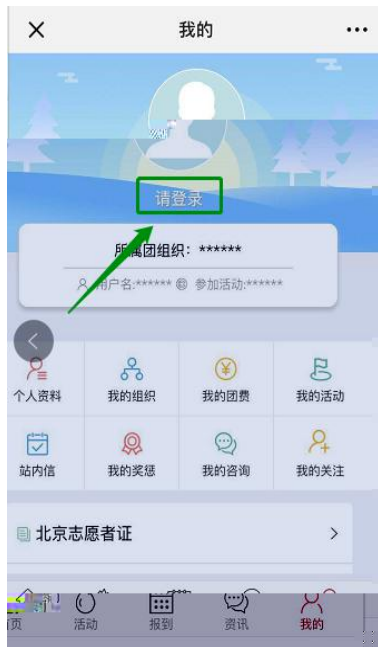 我的
请登录
所属团组织：******
用户名:****** 参加活动:******
个人资料 我的组织 我的团费 我的活动
站内信 我的奖惩 我的咨询 我的关注
北京志愿者证
页 活动 报到 资讯 我的